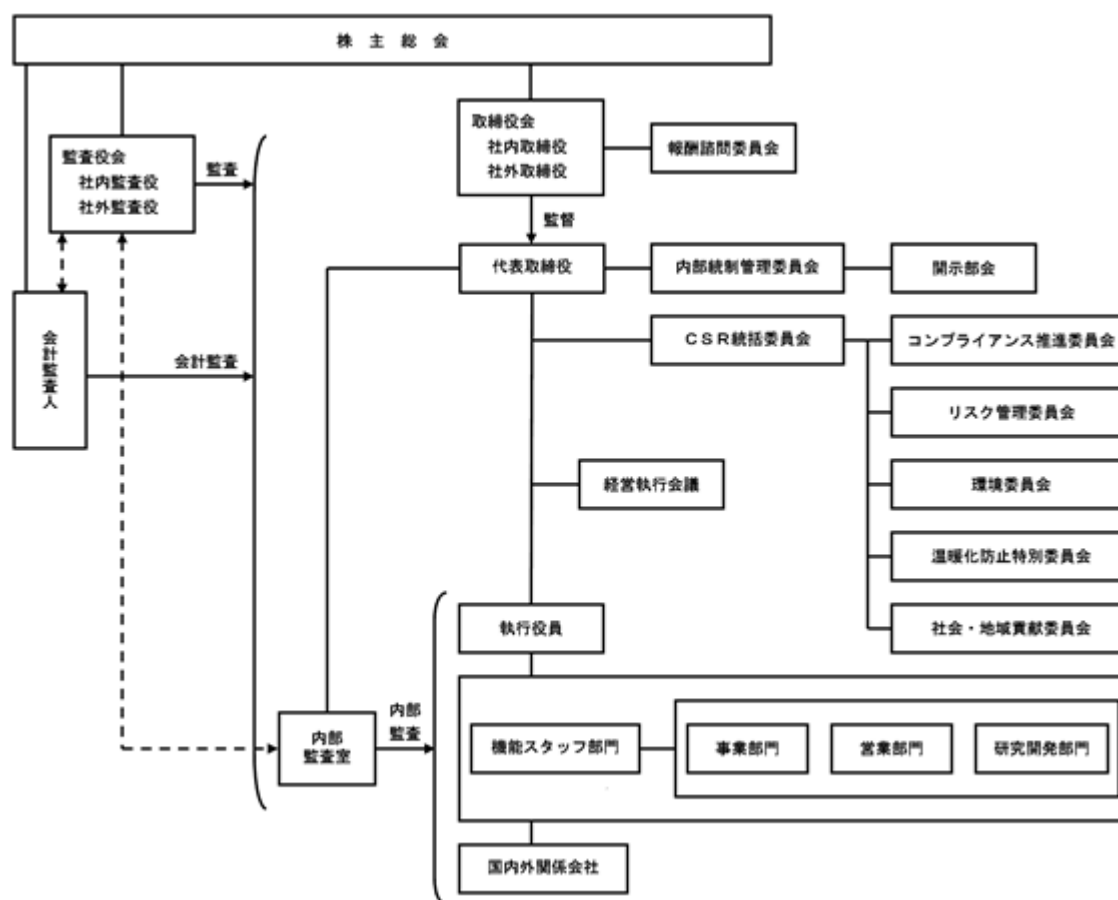 株主総会
取締役会
社内取締役
社外取締役
報酬諮問委員会
監査役会
社内監査役
社外監査役
監査
監督
代表取締役
内部統制管理委員会
開示部会
会計監査人
会計監査
CSR統括委員会
コンプライアンス推進委員会
リスク管理委員会
経営執行会議
環境委員会
温暖化防止特別委員会
執行役員
社会・地域貢献委員会
内部
監査室
内部
監査
機能スタッフ部門
事業部門
営業部門
研究開発部門
国内外関係会社